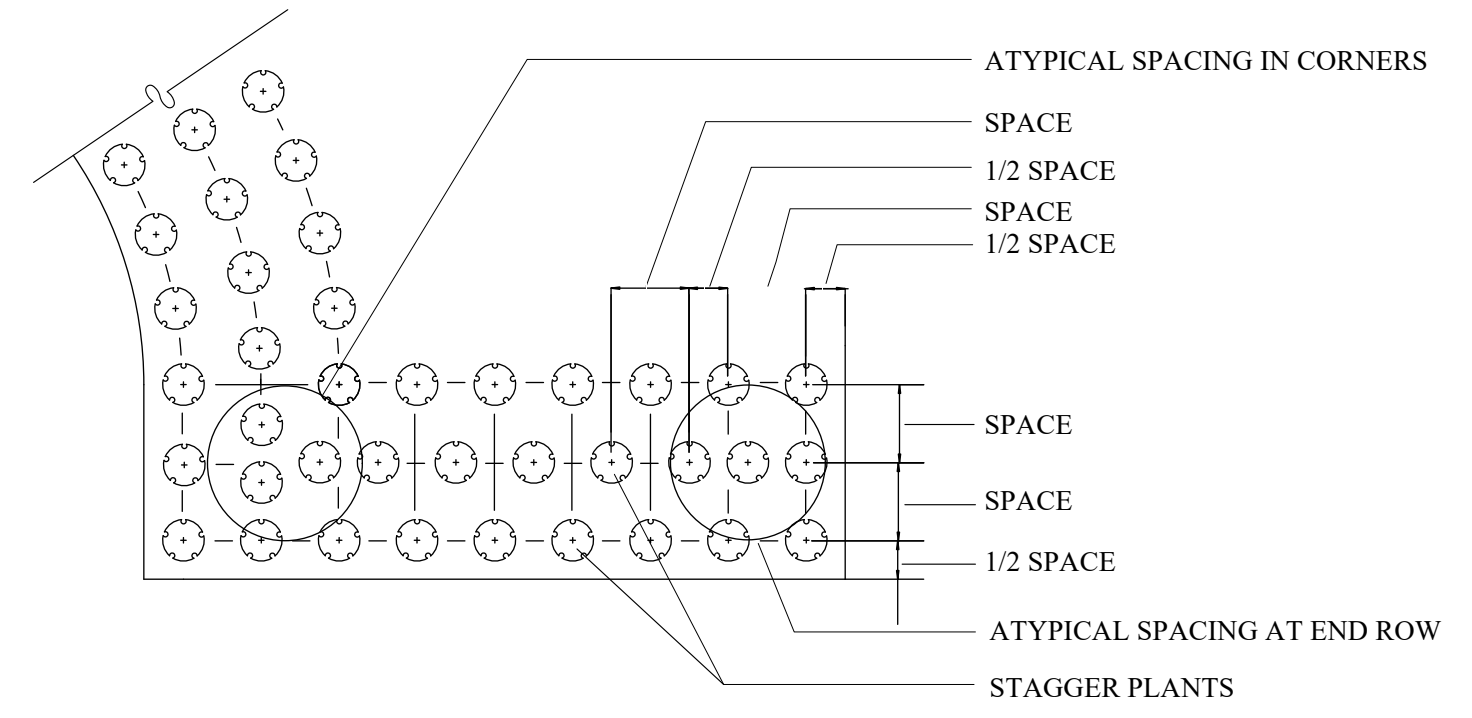 ATYPICAL SPACING IN CORNERS
SPACE
1/2 SPACE
SPACE
1/2 SPACE
SPACE
SPACE
1/2 SPACE
ATYPICAL SPACING AT END ROW
STAGGER PLANTS